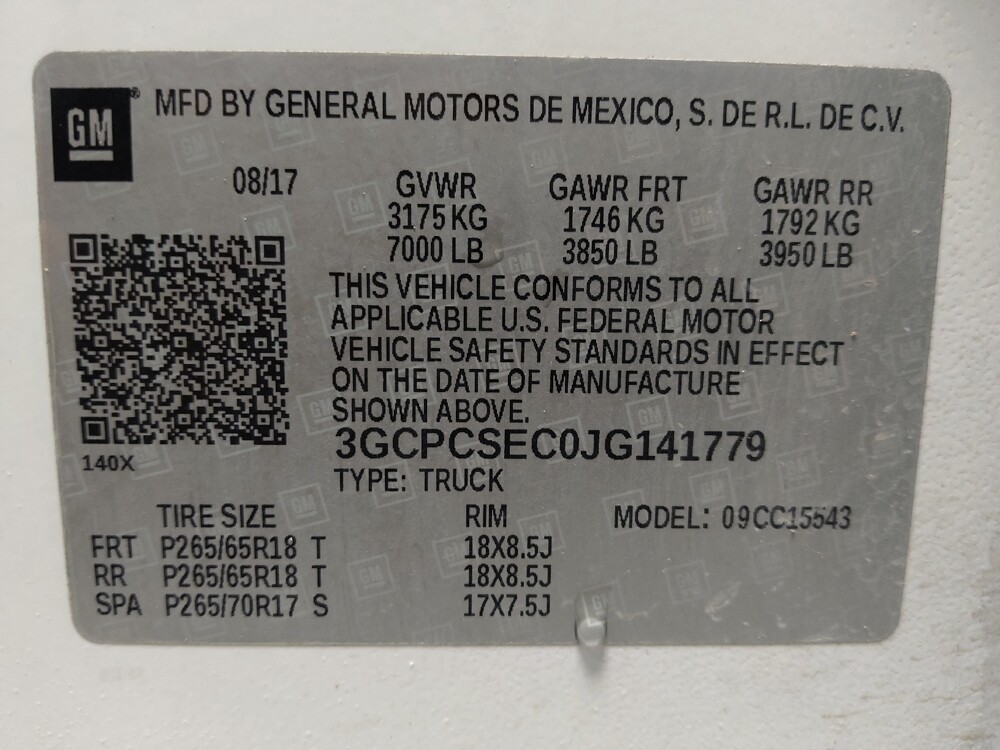 GM® MFD BY GENERAL MOTORS DE MEXICO, S. DE R.L. DE C.V.
08/17 GVWR GAWR FRT GAWR RR
3175 KG 1746 KG 1792 KG
7000 LB 3850 LB 3950 LB
THIS VEHICLE CONFORMS TO ALL
APPLICABLE U.S. FEDERAL MOTOR
VEHICLE SAFETY STANDARDS IN EFFECT
ON THE DATE OF MANUFACTURE
SHOWN ABOVE.
3GCPCSEC0JG141779
140X
TYPE: TRUCK
TIRE SIZE RIM MODEL: 09CC15543
FRT P265/65R18 T 18X8.5J
RR P265/65R18 T 18X8.5J
SPA P265/70R17 S 17X7.5J